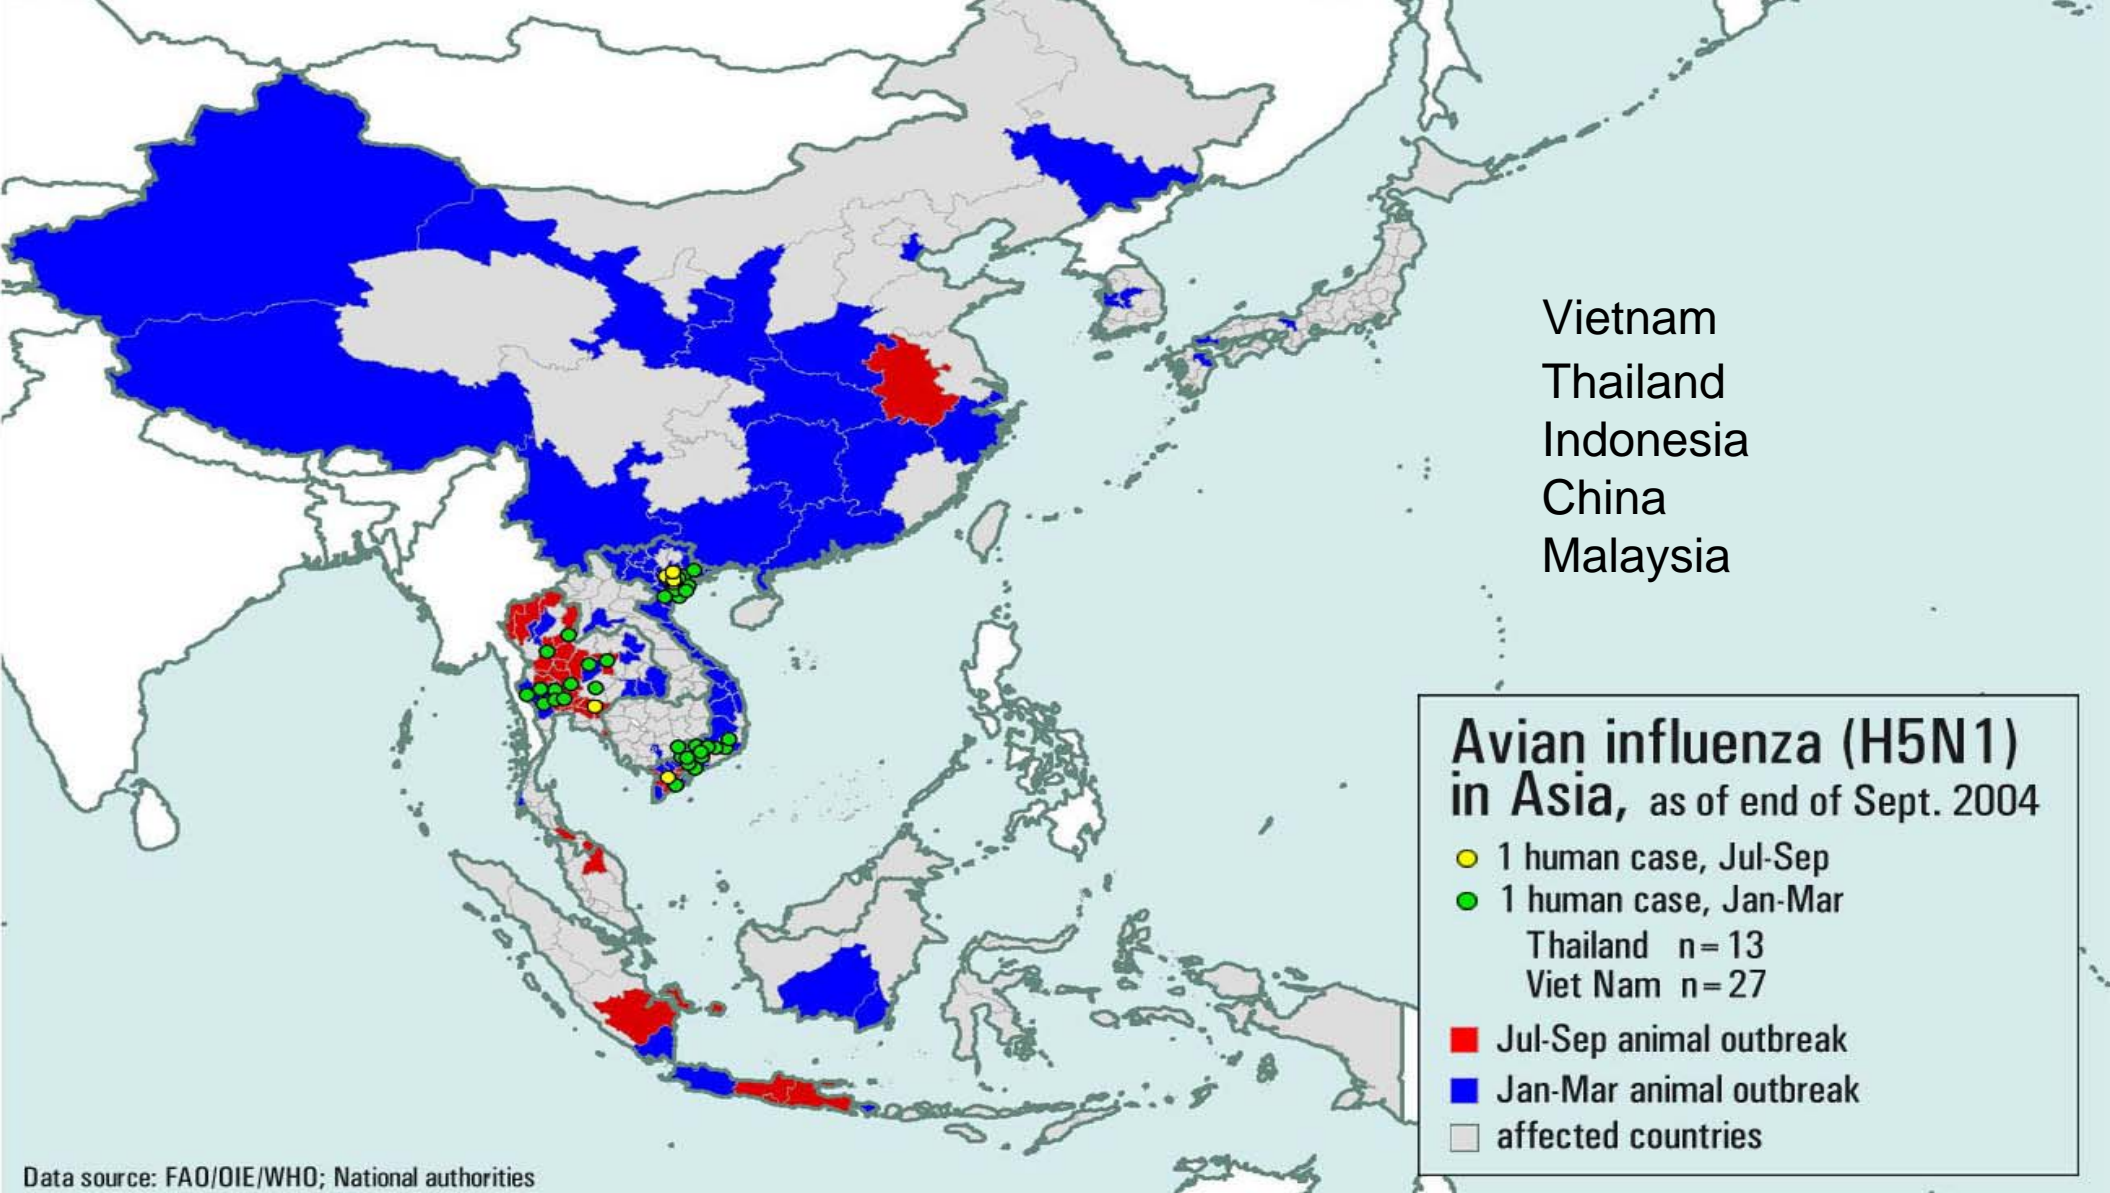 Vietnam
Thailand
Indonesia
China
Malaysia
Avian influenza (H5N1)
in Asia, as of end of Sept. 2004
1 human case, Jul-Sep
1 human case, Jan-Mar
Thailand n=13
Viet Nam n=27
Jul-Sep animal outbreak
Jan-Mar animal outbreak
affected countries
Data source: FAO/OIE/WHO; National authorities